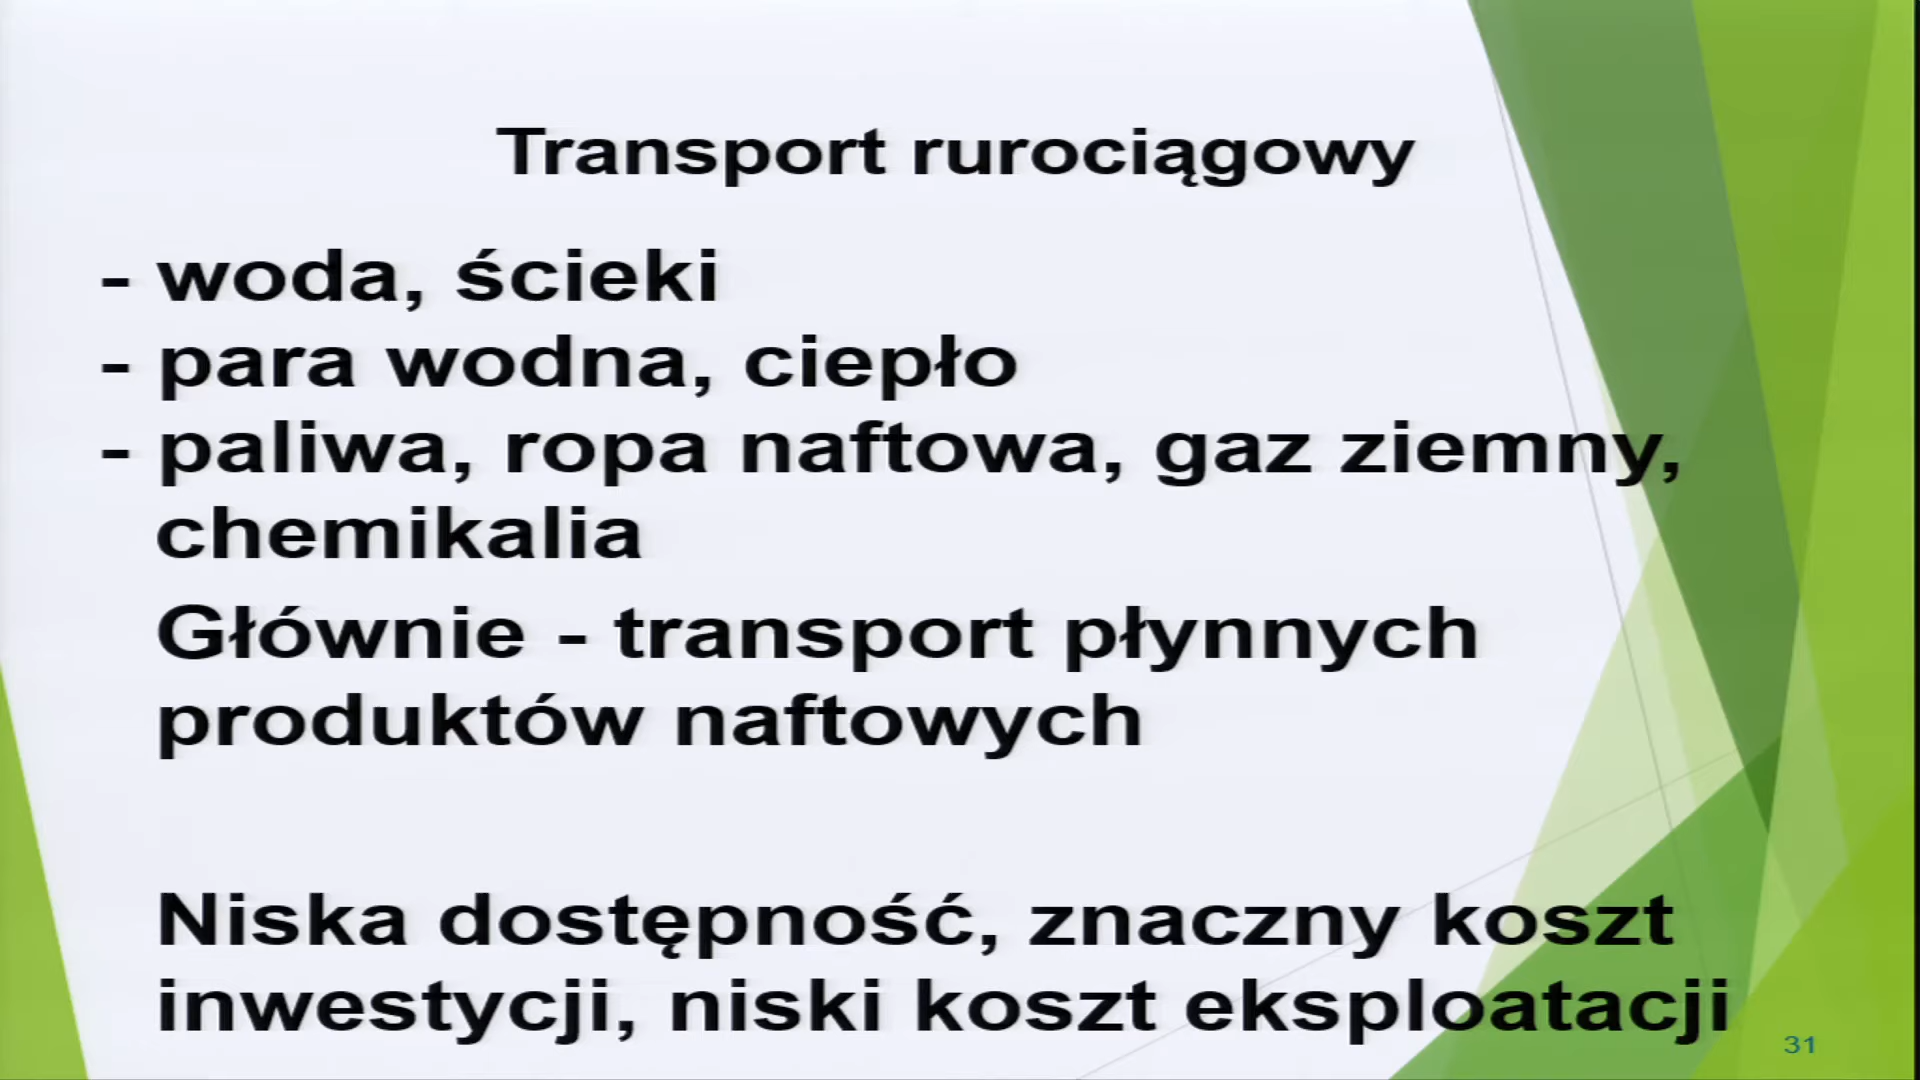 Transport rurociągowy
- woda, ścieki
- para wodna, ciepło
- paliwa, ropa naftowa, gaz ziemny,
chemikalia
Głównie - transport płynnych
produktów naftowych
Niska dostępność, znaczny koszt
inwestycji, niski koszt eksploatacji
31